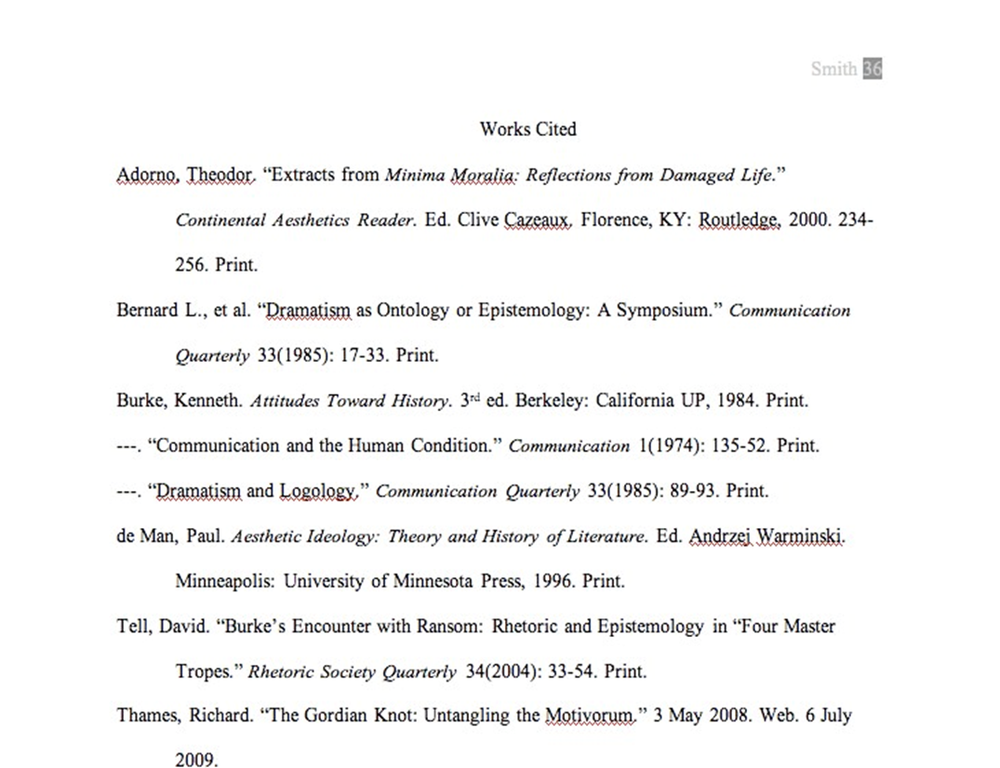 Smith 36
Works Cited
Adorno, Theodor. “Extracts from Minima Moralia: Reflections from Damaged Life.”
Continental Aesthetics Reader. Ed. Clive Cazeaux. Florence, KY: Routledge, 2000. 234-
256. Print.
Bernard L., et al. “Dramatism as Ontology or Epistemology: A Symposium.” Communication
Quarterly 33(1985): 17-33. Print.
Burke, Kenneth. Attitudes Toward History. 3rd ed. Berkeley: California UP, 1984. Print.
---. “Communication and the Human Condition.” Communication 1(1974): 135-52. Print.
---. “Dramatism and Logology.” Communication Quarterly 33(1985): 89-93. Print.
de Man, Paul. Aesthetic Ideology: Theory and History of Literature. Ed. Andrzej Warminski.
Minneapolis: University of Minnesota Press, 1996. Print.
Tell, David. “Burke’s Encounter with Ransom: Rhetoric and Epistemology in “Four Master
Tropes.” Rhetoric Society Quarterly 34(2004): 33-54. Print.
Thames, Richard. “The Gordian Knot: Untangling the Motivorum.” 3 May 2008. Web. 6 July
2009.